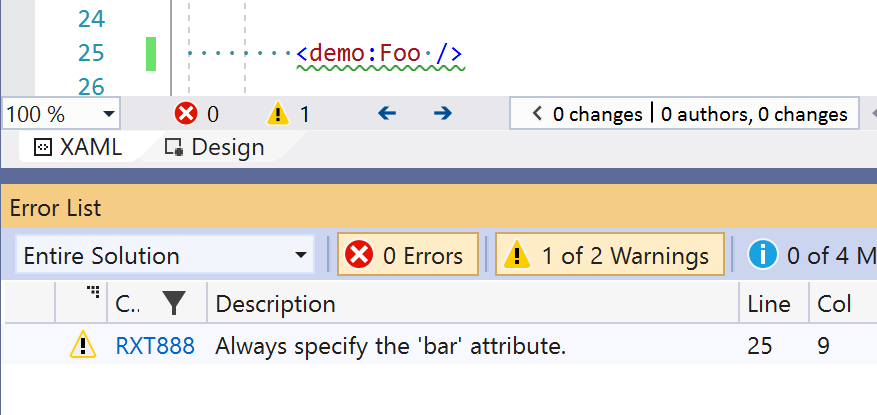 24
25 <demo:Foo />
26
100 % 0 1 0 changes | 0 authors, 0 changes
XAML Design
Error List
Entire Solution 0 Errors 1 of 2 Warnings 0 of 4 M
C.. Description Line Col
RXT888 Always specify the 'bar' attribute. 25 9